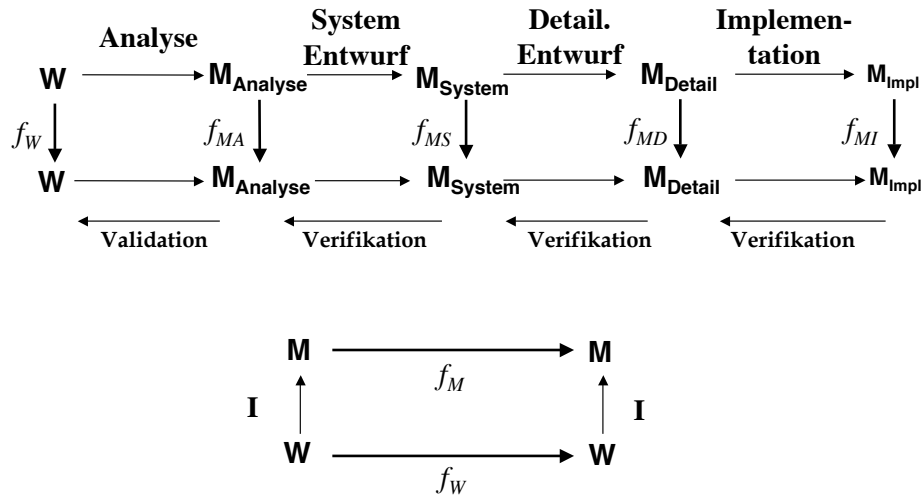 Analyse System Entwurf Detail. Entwurf Implemen-tation
W M_Analyse M_System M_Detail M_Impl
f_W f_MA f_MS f_MD f_MI
W M_Analyse M_System M_Detail M_Impl
Validation Verifikation Verifikation Verifikation
M M
f_M
I I
W W
f_W